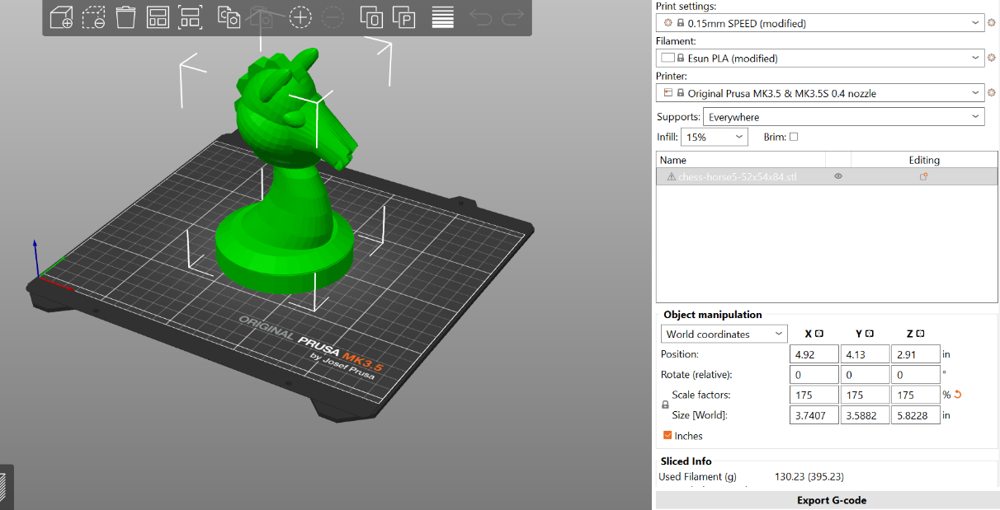 Print settings:
0.15mm SPEED (modified)
Filament:
Esun PLA (modified)
Printer:
Original Prusa MK3.5 & MK3.5S 0.4 nozzle
Supports: Everywhere
Infill: 15% Brim:
Name Editing
chess-horse5-52x54x84.stl
Object manipulation
World coordinates X Y Z
Position: 4.92 4.13 2.91 in
Rotate (relative): 0 0 0 °
Scale factors: 175 175 175 %
Size [World]: 3.7407 3.5882 5.8228 in
Inches
Sliced Info
Used Filament (g) 130.23 (395.23)
Export G-code
ORIGINAL PRUSA MK3.5
by Josef Prusa